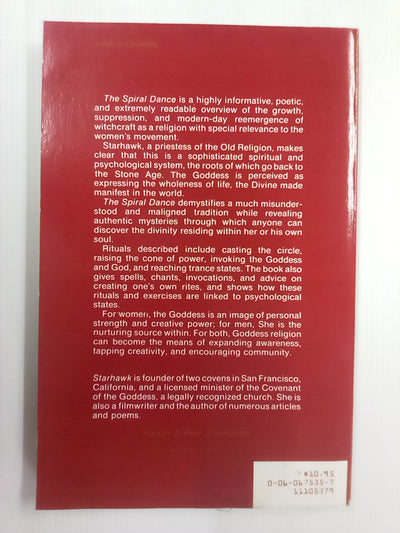 The Spiral Dance is a highly informative, poetic,
and extremely readable overview of the growth,
suppression, and modern-day reemergence of
witchcraft as a religion with special relevance to the
women's movement.
Starhawk, a priestess of the Old Religion, makes
clear that this is a sophisticated spiritual and
psychological system, the roots of which go back to
the Stone Age. The Goddess is perceived as
expressing the wholeness of life, the Divine made
manifest in the world.
The Spiral Dance demystifies a much misunder-
stood and maligned tradition while revealing
authentic mysteries through which anyone can
discover the divinity residing within her or his own
soul.
Rituals described include casting the circle,
raising the cone of power, invoking the Goddess
and God, and reaching trance states. The book also
gives spells, chants, invocations, and advice on
creating one's own rites, and shows how these
rituals and exercises are linked to psychological
states.
For women, the Goddess is an image of personal
strength and creative power; for men, She is the
nurturing source within. For both, Goddess religion
can become the means of expanding awareness,
tapping creativity, and encouraging community.
Starhawk is founder of two covens in San Francisco,
California, and a licensed minister of the Covenant
of the Goddess, a legally recognized church. She is
also a filmwriter and the author of numerous articles
and poems.
Harper & Row, Publishers
>$10.95
0-06-067535-7
11105379